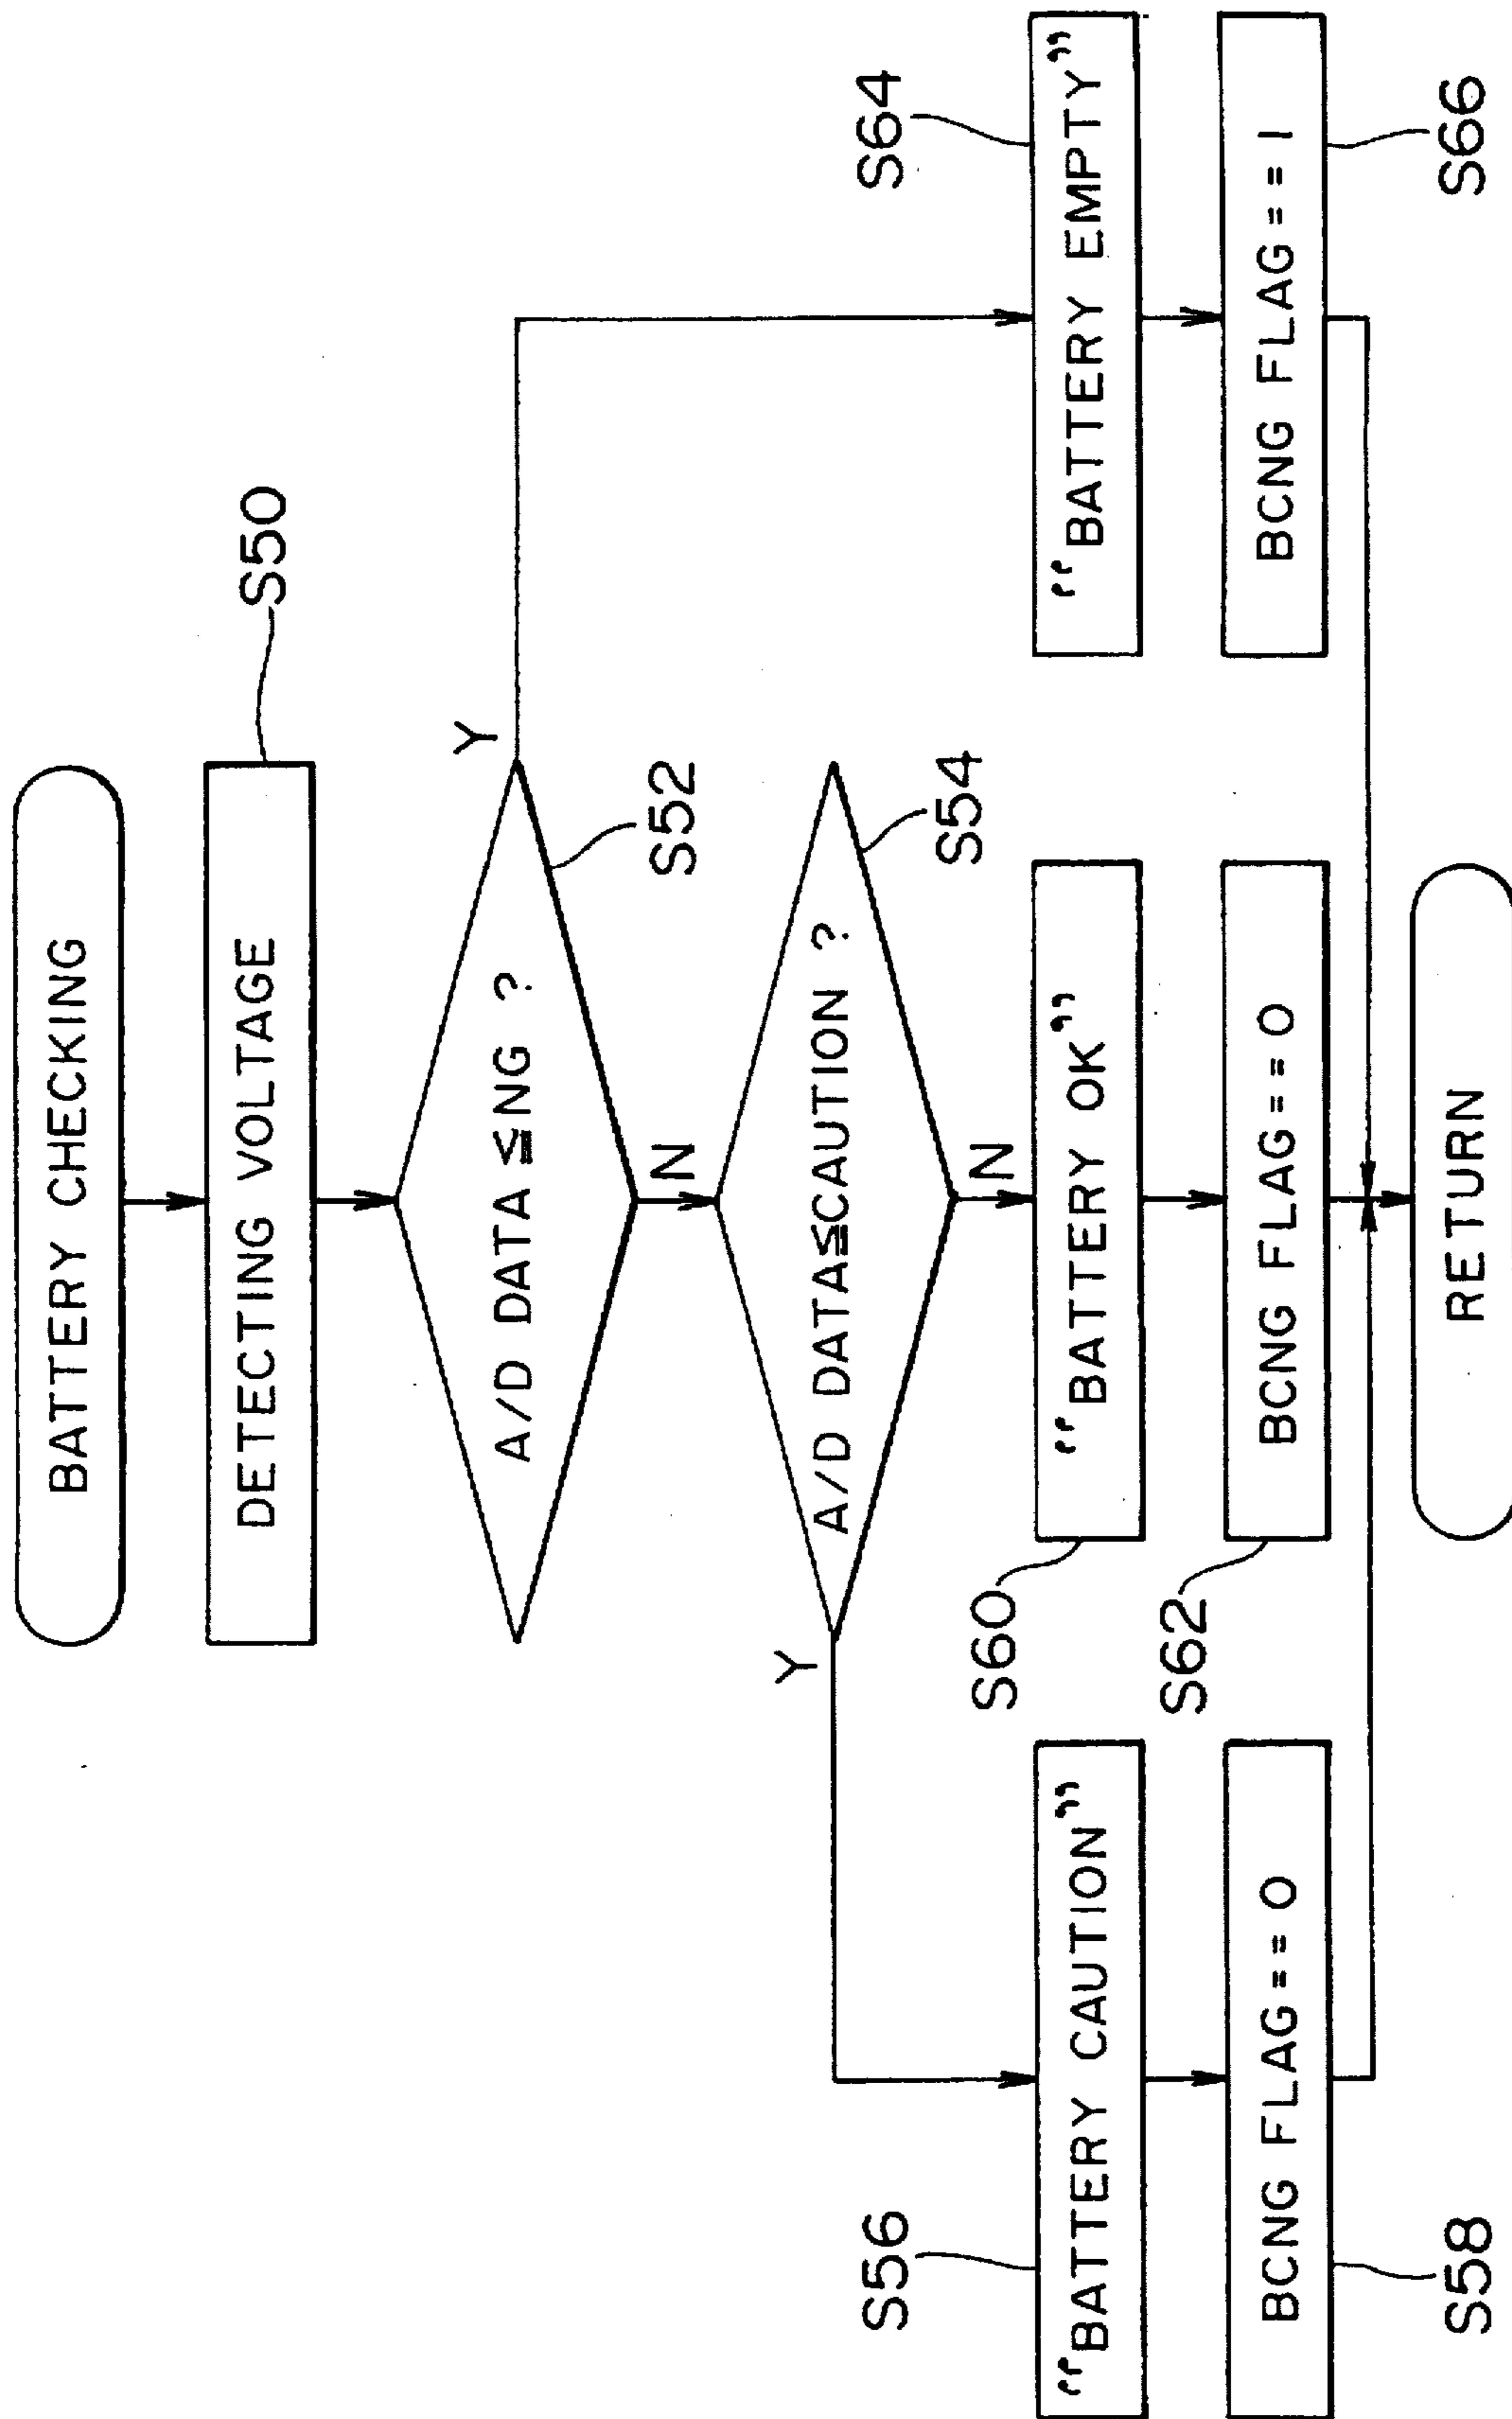 BATTERY CHECKING
DETECTING VOLTAGE
S50
A/D DATA ≦ NG ?
Y
S52
N
A/D DATA≦CAUTION ?
Y
S54
N
S56
"BATTERY CAUTION"
S60
"BATTERY OK"
S64
"BATTERY EMPTY"
S58
BCNG FLAG==0
S62
BCNG FLAG==0
BCNG FLAG==1
S66
RETURN